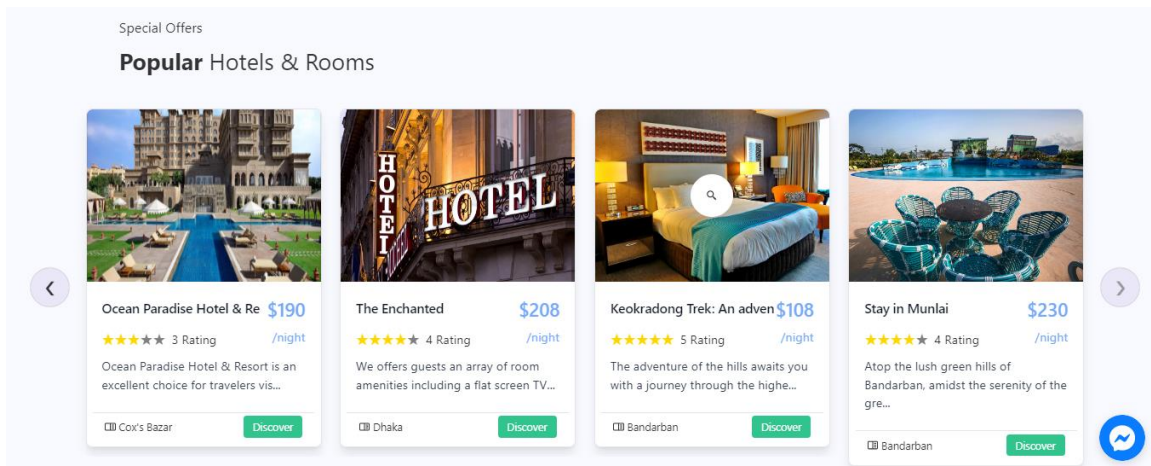 Special Offers
Popular Hotels & Rooms
HOTEL
HOTEL
Ocean Paradise Hotel & Re $190
3 Rating /night
Ocean Paradise Hotel & Resort is an
excellent choice for travelers vis...
Cox's Bazar Discover
The Enchanted $208
4 Rating /night
We offers guests an array of room
amenities including a flat screen TV...
Dhaka Discover
Keokradong Trek: An adven $108
5 Rating /night
The adventure of the hills awaits you
with a journey through the highe...
Bandarban Discover
Stay in Munlai $230
4 Rating /night
Atop the lush green hills of
Bandarban, amidst the serenity of the
gre...
Bandarban Discover